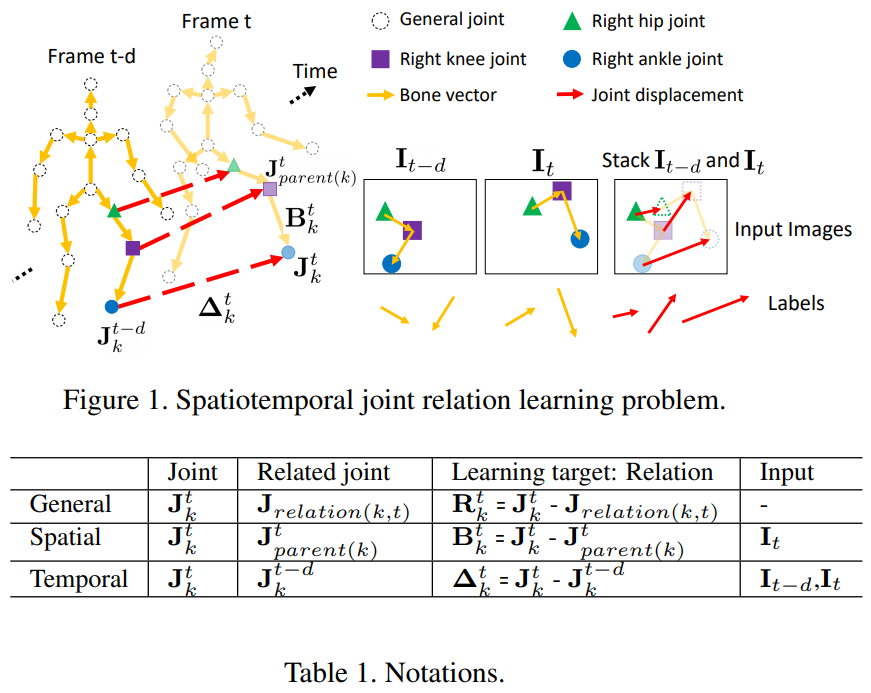 Frame t-d
Frame t
Time
General joint
Right hip joint
Right knee joint
Right ankle joint
Bone vector
Joint displacement
J^t_{parent(k)}
B^t_k
J^t_k
Δ^t_k
J^{t-d}_k
I_{t-d}
I_t
Stack I_{t-d} and I_t
Input Images
Labels
Figure 1. Spatiotemporal joint relation learning problem.
Joint Related joint Learning target: Relation Input
General J^t_k J_{relation(k,t)} R^t_k = J^t_k - J_{relation(k,t)} -
Spatial J^t_k J^t_{parent(k)} B^t_k = J^t_k - J^t_{parent(k)} I_t
Temporal J^t_k J^{t-d}_k Δ^t_k = J^t_k - J^{t-d}_k I_{t-d},I_t
Table 1. Notations.